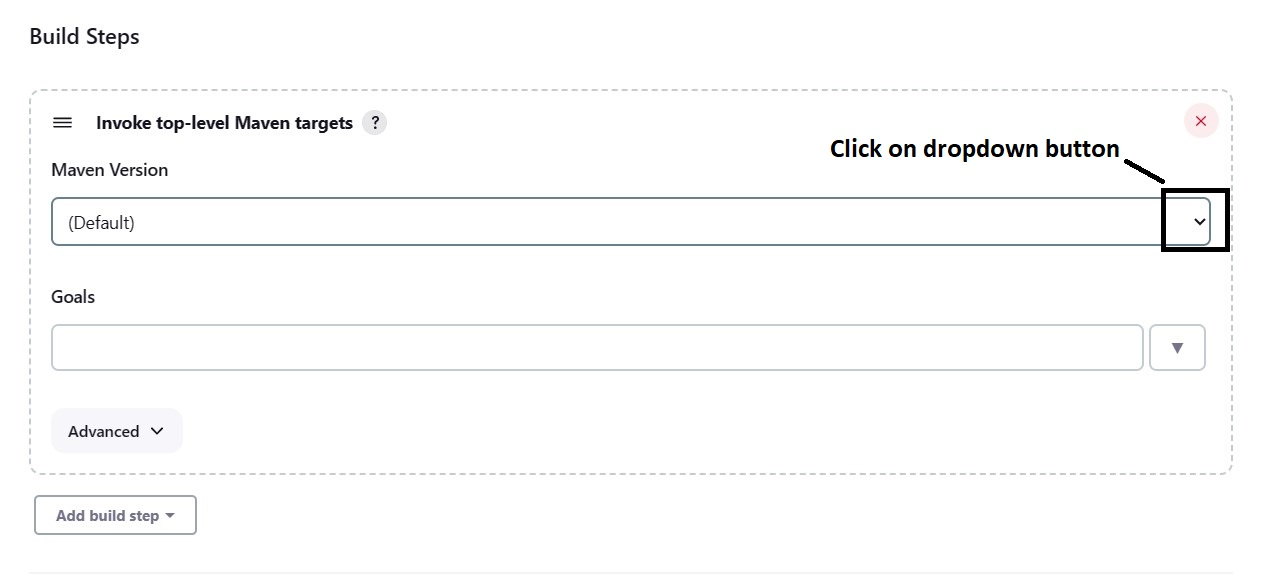 Build Steps
Invoke top-level Maven targets ?
Click on dropdown button
Maven Version
(Default)
Goals
Advanced
Add build step